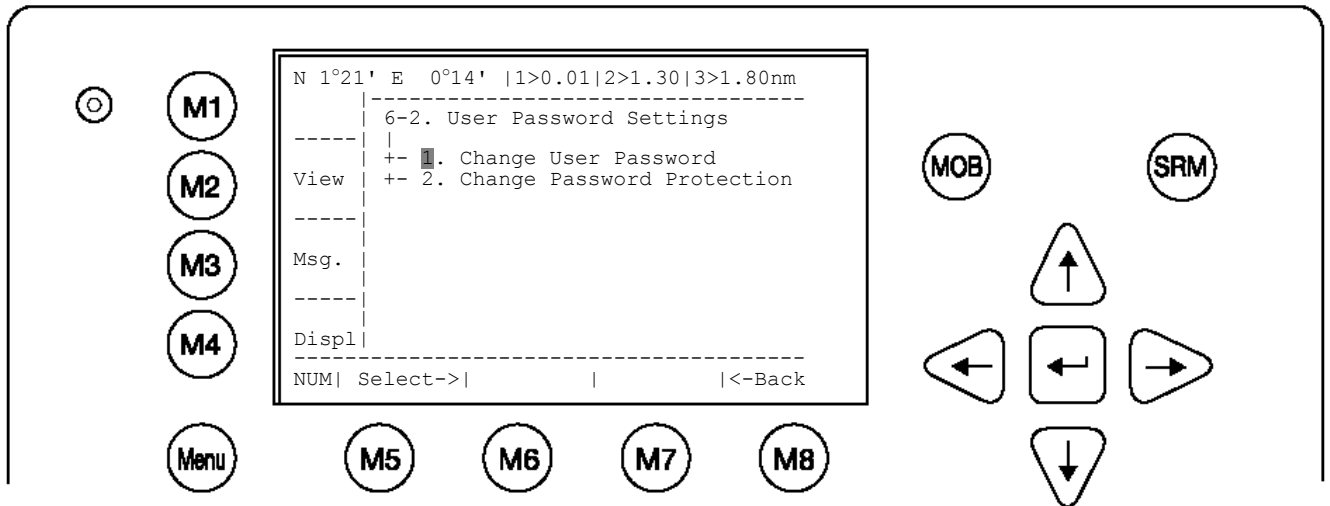 N 1°21' E 0°14' |1>0.01|2>1.30|3>1.80nm
6-2. User Password Settings
+- 1. Change User Password
View | +- 2. Change Password Protection
Msg. |
Displ|
NUM| Select->| | |<-Back
M1
M2
M3
M4
Menu
M5
M6
M7
M8
MOB
SRM